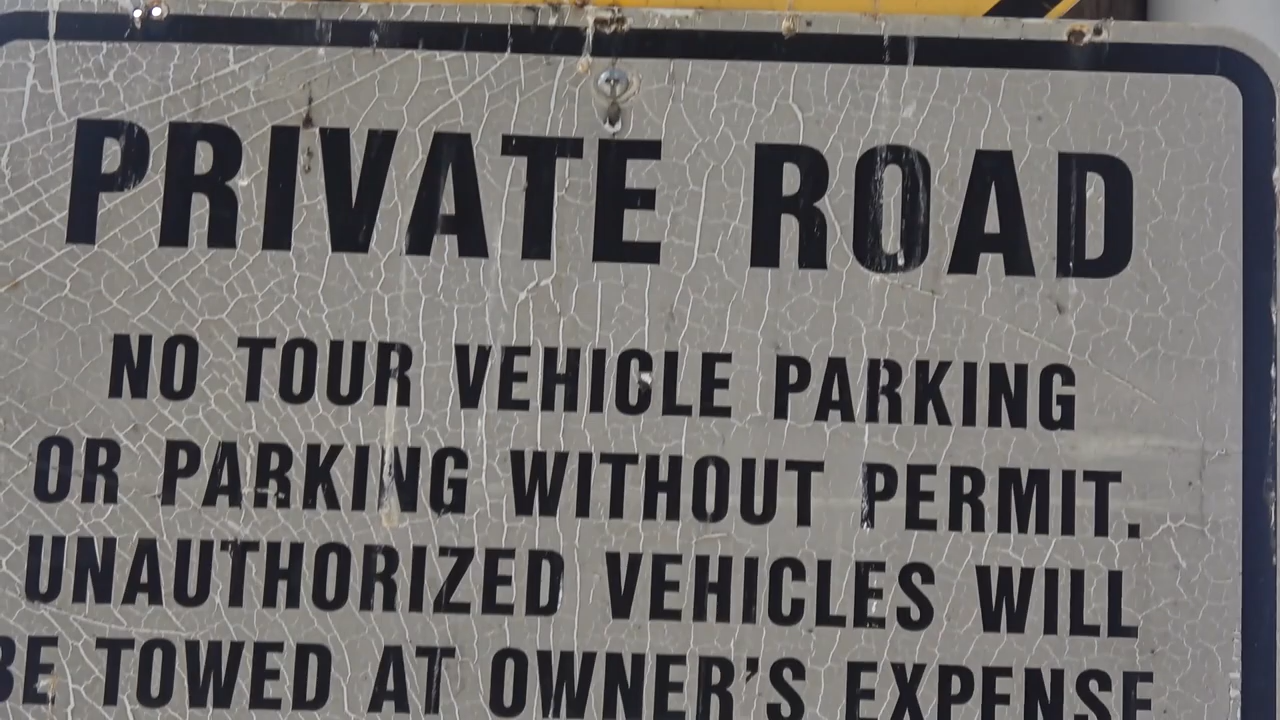 PRIVATE ROAD
NO TOUR VEHICLE PARKING
OR PARKING WITHOUT PERMIT.
UNAUTHORIZED VEHICLES WILL
BE TOWED AT OWNER'S EXPENSE